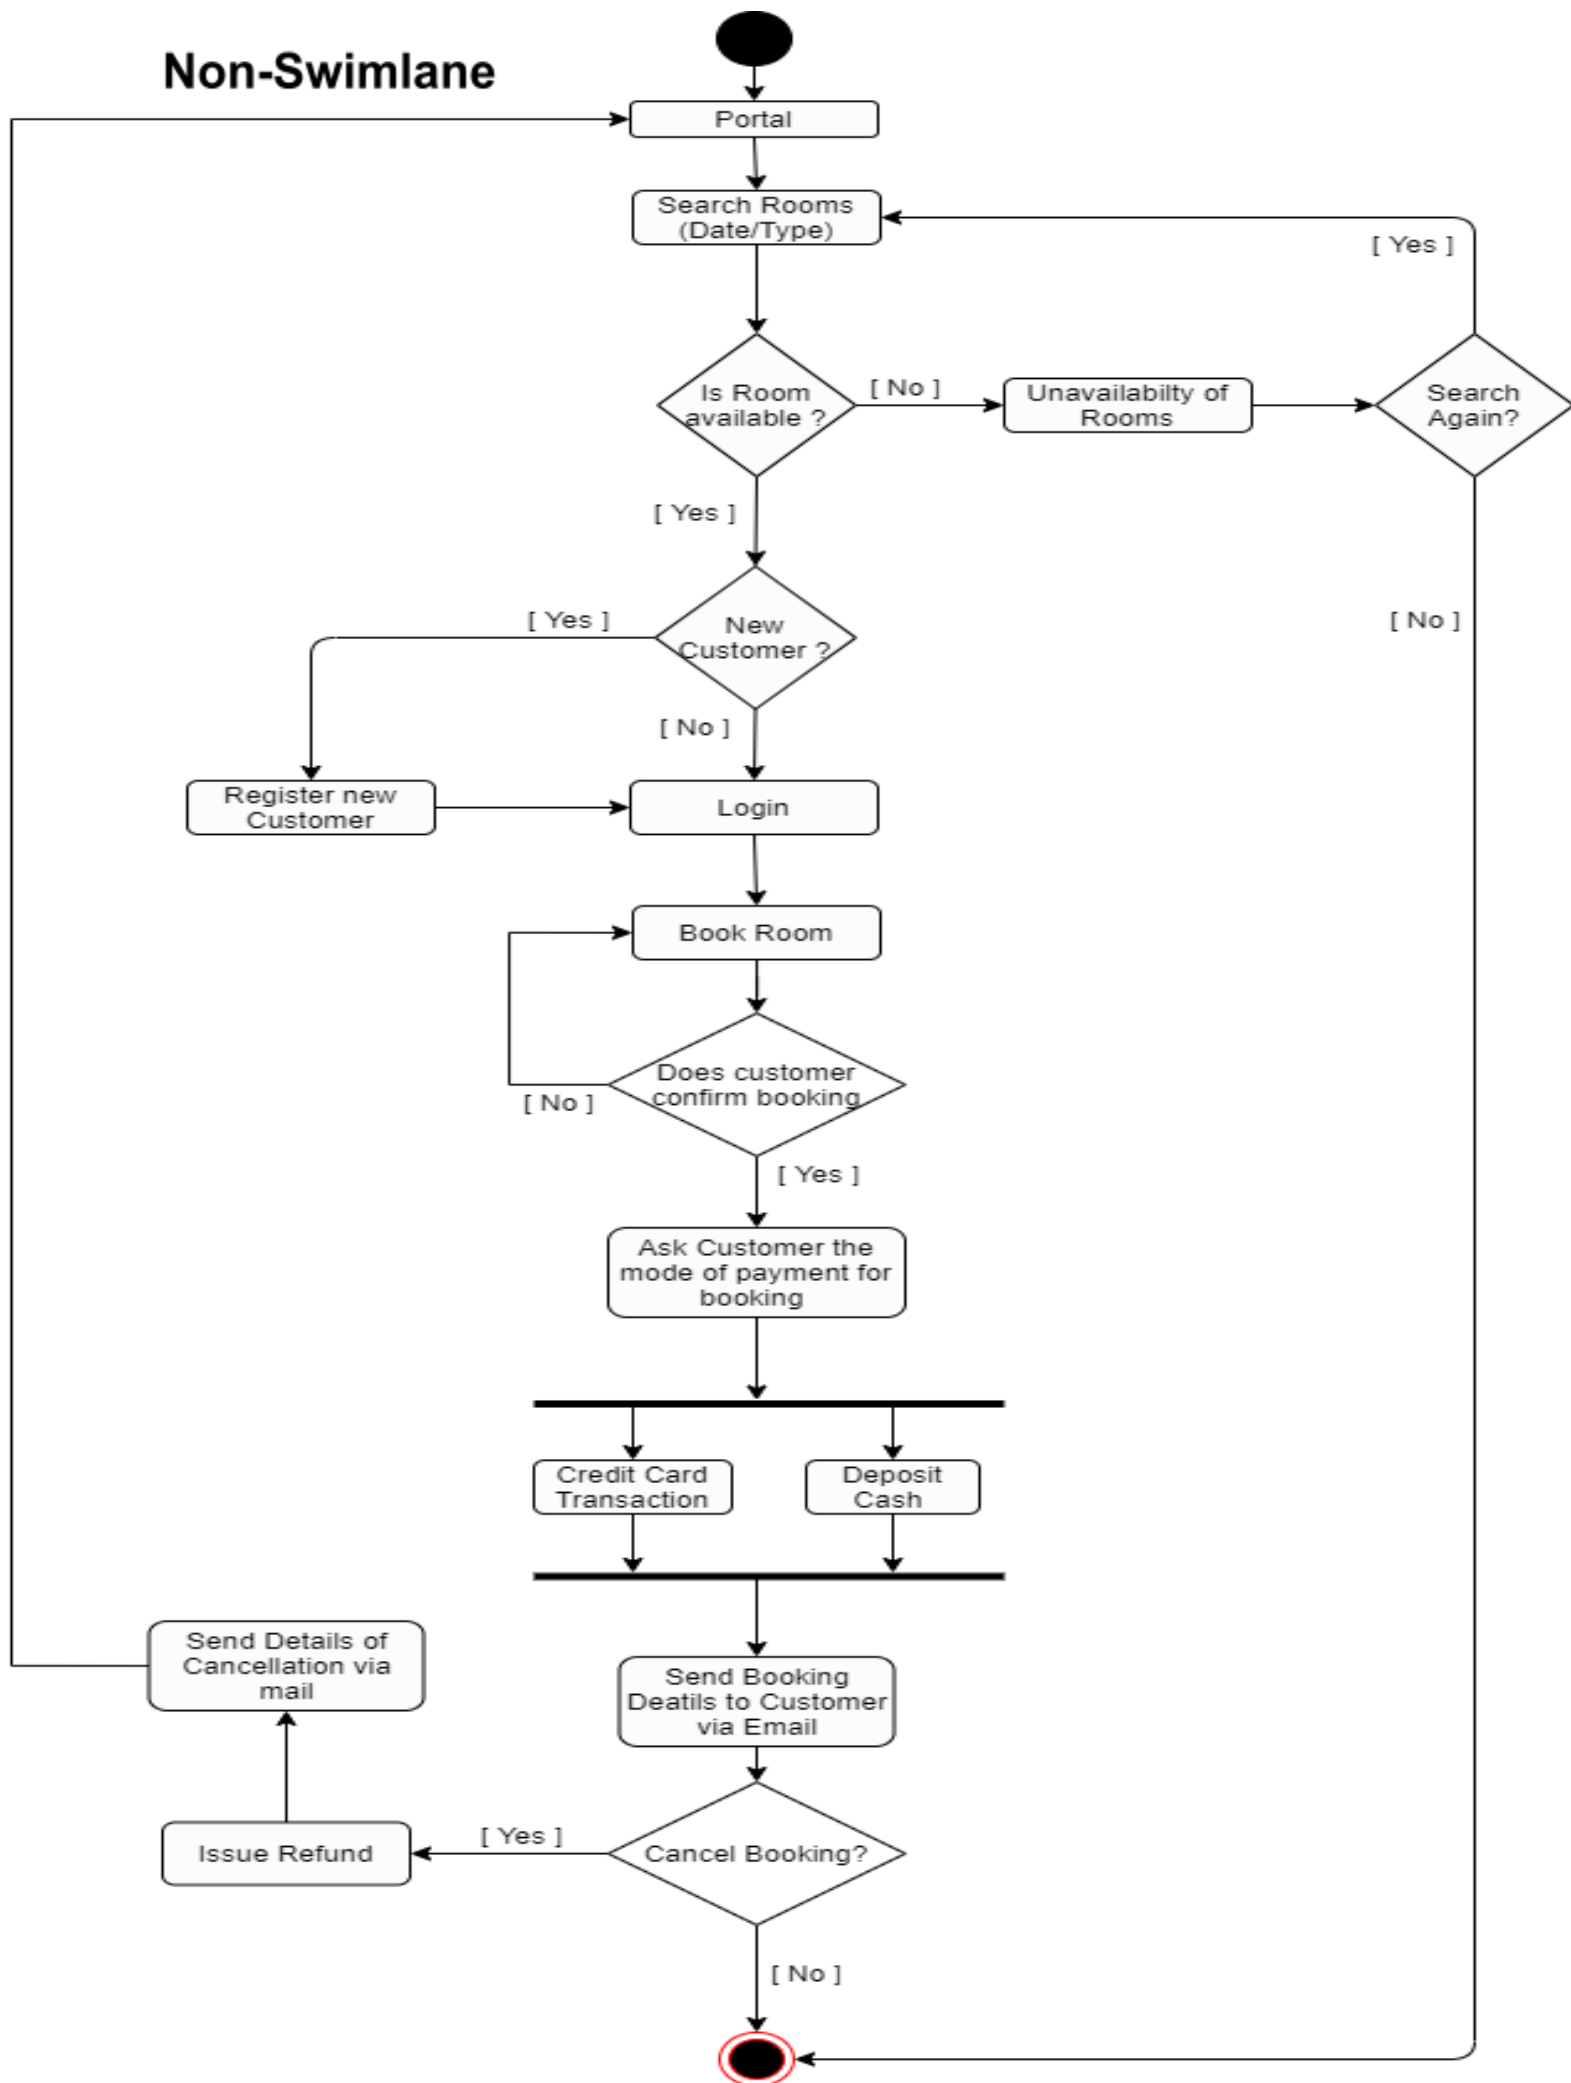 Non-Swimlane
Portal
Search Rooms
(Date/Type)
[ Yes ]
Is Room
available ?
[ No ]
Unavailabilty of
Rooms
Search
Again?
[ Yes ]
[ No ]
New
Customer ?
[ Yes ]
[ No ]
Register new
Customer
Login
Book Room
Does customer
confirm booking
[ No ]
[ Yes ]
Ask Customer the
mode of payment for
booking
Credit Card
Transaction
Deposit
Cash
Send Details of
Cancellation via
mail
Send Booking
Deatils to Customer
via Email
Issue Refund
[ Yes ]
Cancel Booking?
[ No ]